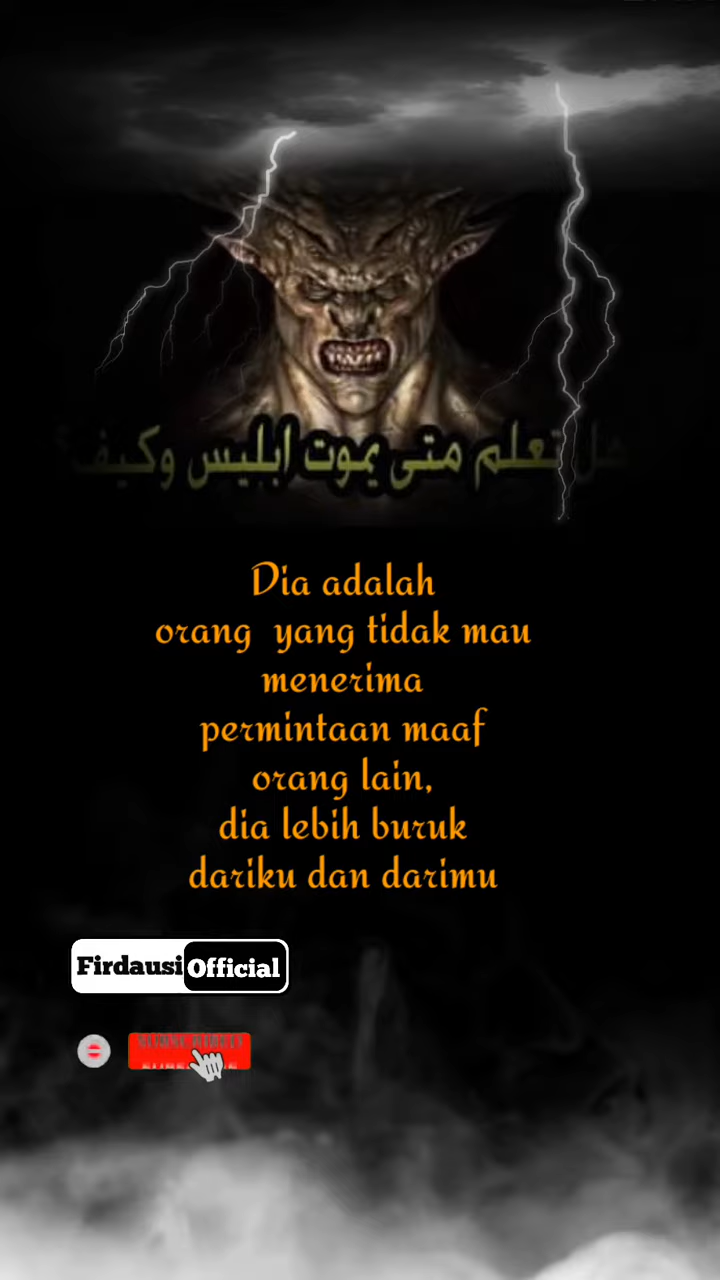 هل تعلم متى يموت ابليس وكيف؟
Dia adalah
orang yang tidak mau
menerima
permintaan maaf
orang lain,
dia lebih buruk
dariku dan darimu
Firdausi Official